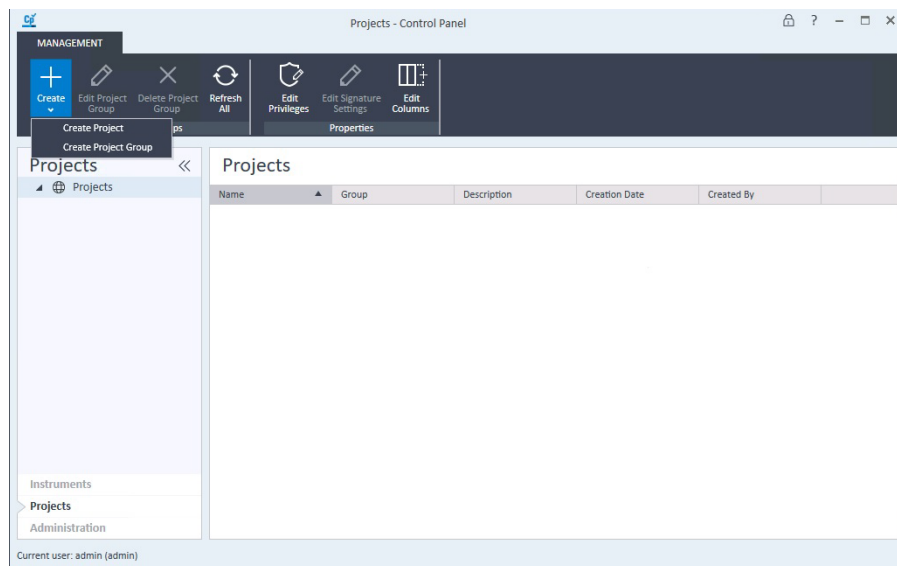 Cp
Projects - Control Panel
?
MANAGEMENT
Create
Edit Project Group
Delete Project Group
Refresh All
Edit Privileges
Edit Signature Settings
Edit Columns
ps
Properties
Create Project
Create Project Group
Projects
Projects
Projects
Name Group Description Creation Date Created By
Instruments
Projects
Administration
Current user: admin (admin)